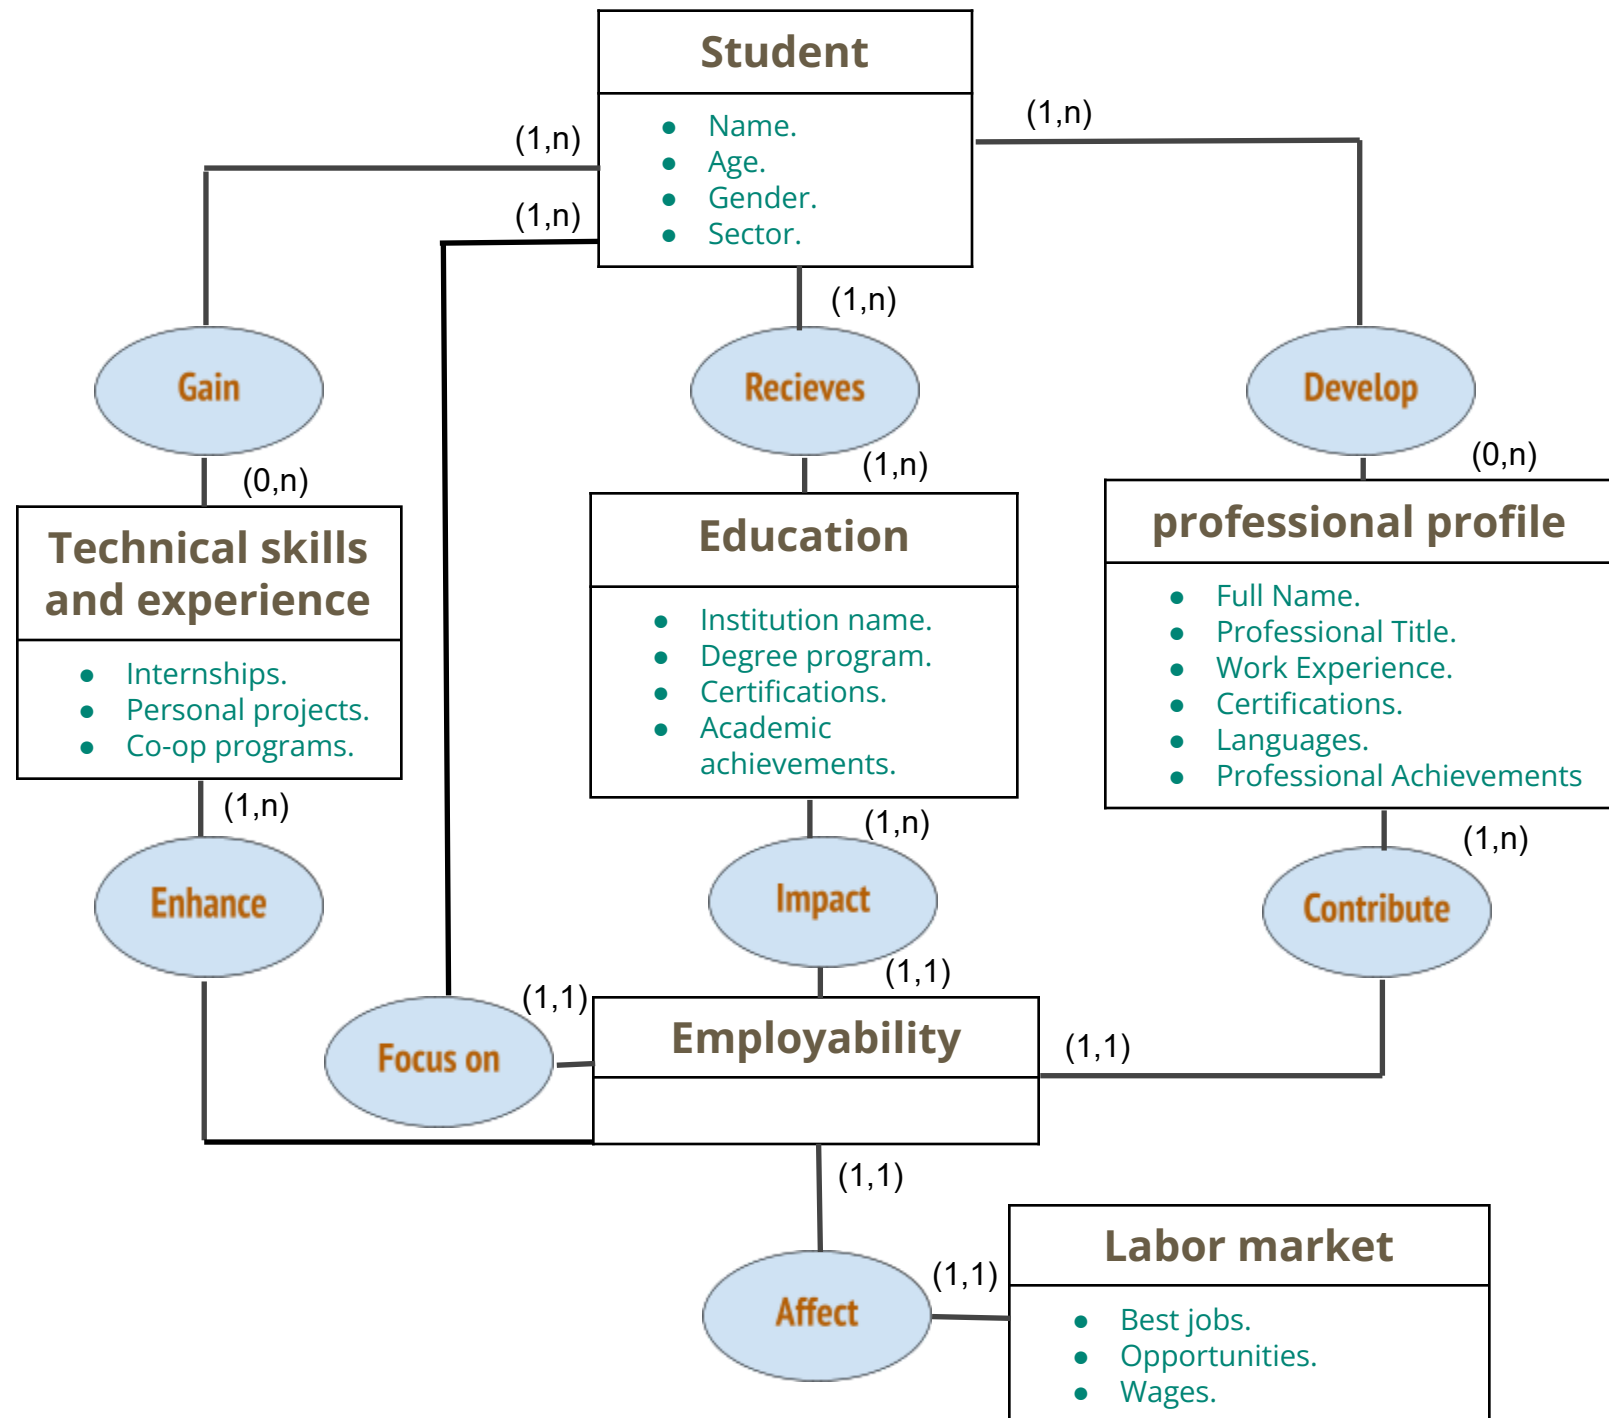 Student
● Name.
● Age.
● Gender.
● Sector.
(1,n)
(1,n)
(1,n)
(1,n)
Gain
Recieves
Develop
(0,n)
(1,n)
(0,n)
Technical skills
and experience
● Internships.
● Personal projects.
● Co-op programs.
Education
● Institution name.
● Degree program.
● Certifications.
● Academic
achievements.
professional profile
● Full Name.
● Professional Title.
● Work Experience.
● Certifications.
● Languages.
● Professional Achievements
(1,n)
(1,n)
(1,n)
Enhance
Impact
Contribute
(1,1)
(1,1)
Focus on
Employability
(1,1)
(1,1)
Affect
(1,1)
Labor market
● Best jobs.
● Opportunities.
● Wages.